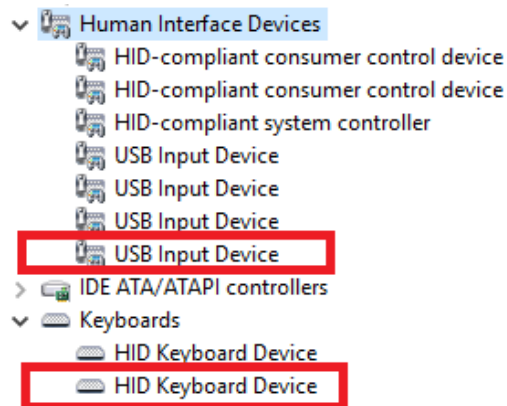 Human Interface Devices
HID-compliant consumer control device
HID-compliant consumer control device
HID-compliant system controller
USB Input Device
USB Input Device
USB Input Device
USB Input Device
IDE ATA/ATAPI controllers
Keyboards
HID Keyboard Device
HID Keyboard Device